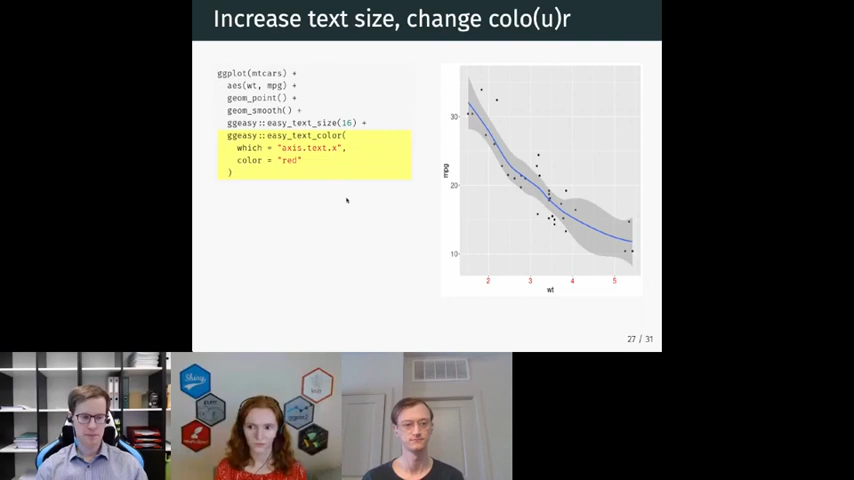 Increase text size, change colo(u)r
ggplot(mtcars) +
aes(wt, mpg) +
geom_point() +
geom_smooth() +
ggeasy::easy_text_size(16) +
ggeasy::easy_text_color(
which = "axis.text.x",
color = "red"
)
30
20
10
mpg
2 3 4 5
wt
27 / 31
Shiny